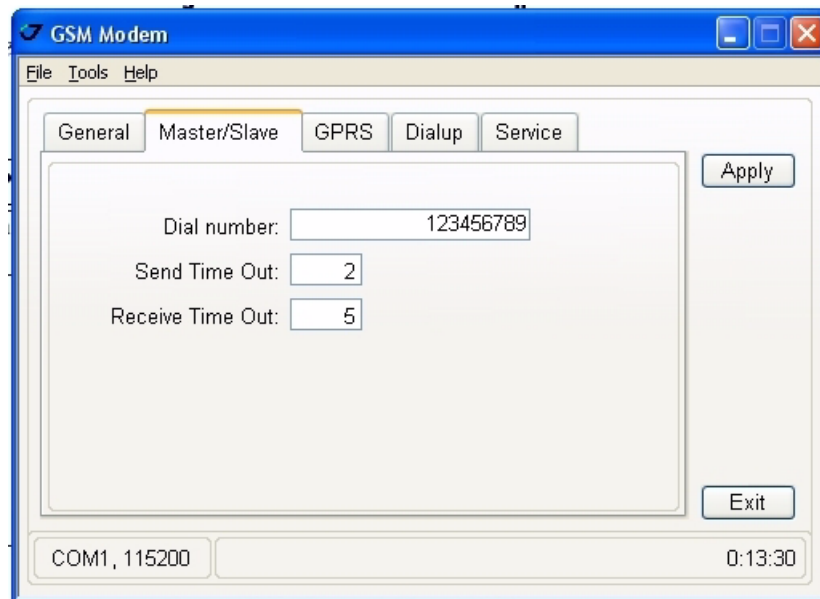 GSM Modem
File Tools Help
General Master/Slave GPRS Dialup Service
Apply
Dial number: 123456789
Send Time Out: 2
Receive Time Out: 5
Exit
COM1, 115200 0:13:30